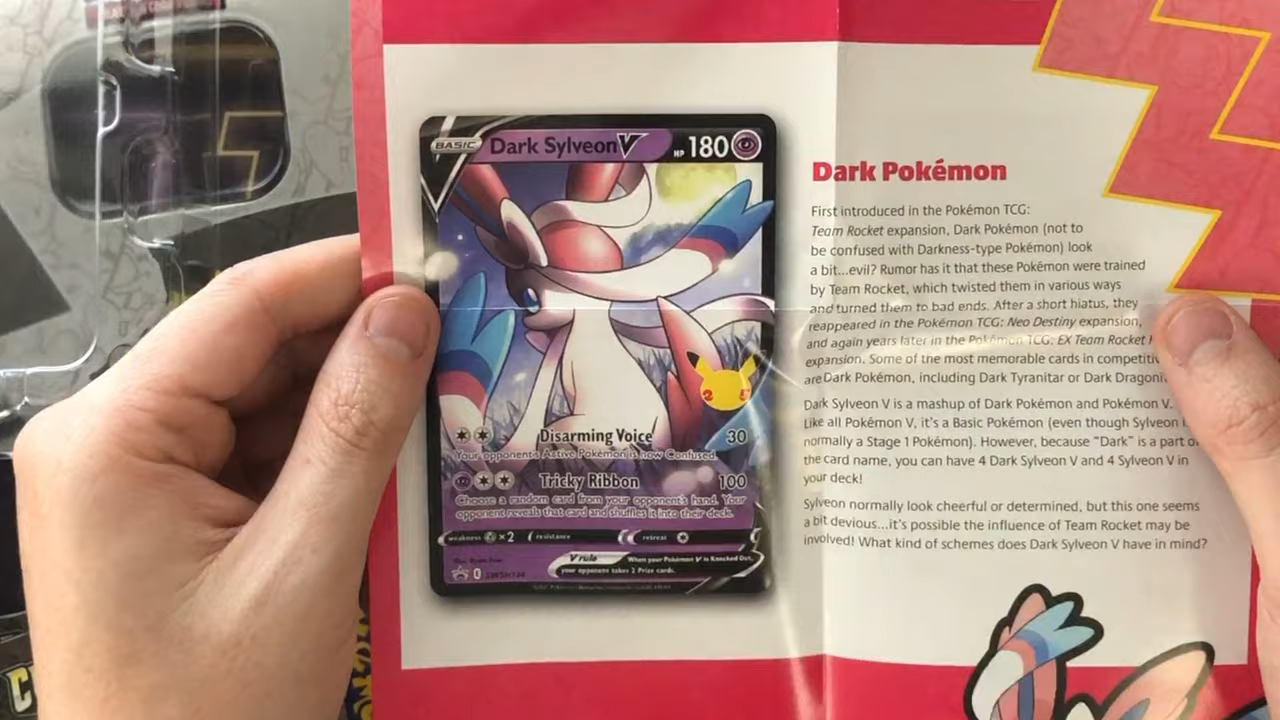 BASIC Dark Sylveon V HP 180
Disarming Voice 30
Your opponent's Active Pokémon is now Confused.
Tricky Ribbon 100
Choose a random card from your opponent's hand. Your
opponent reveals that card and shuffles it into their deck.
weakness ×2 resistance retreat
V rule When your Pokémon V is Knocked Out,
your opponent takes 2 Prize cards.
Dark Pokémon
First introduced in the Pokémon TCG:
Team Rocket expansion, Dark Pokémon (not to
be confused with Darkness-type Pokémon) look
a bit...evil? Rumor has it that these Pokémon were trained
by Team Rocket, which twisted them in various ways
and turned them to bad ends. After a short hiatus, they
reappeared in the Pokémon TCG: Neo Destiny expansion,
and again years later in the Pokémon TCG: EX Team Rocket
expansion. Some of the most memorable cards in competitiv
are Dark Pokémon, including Dark Tyranitar or Dark Dragoni
Dark Sylveon V is a mashup of Dark Pokémon and Pokémon V.
Like all Pokémon V, it's a Basic Pokémon (even though Sylveon
normally a Stage 1 Pokémon). However, because "Dark" is a part o
the card name, you can have 4 Dark Sylveon V and 4 Sylveon V in
your deck!
Sylveon normally look cheerful or determined, but this one seems
a bit devious...it's possible the influence of Team Rocket may be
involved! What kind of schemes does Dark Sylveon V have in mind?